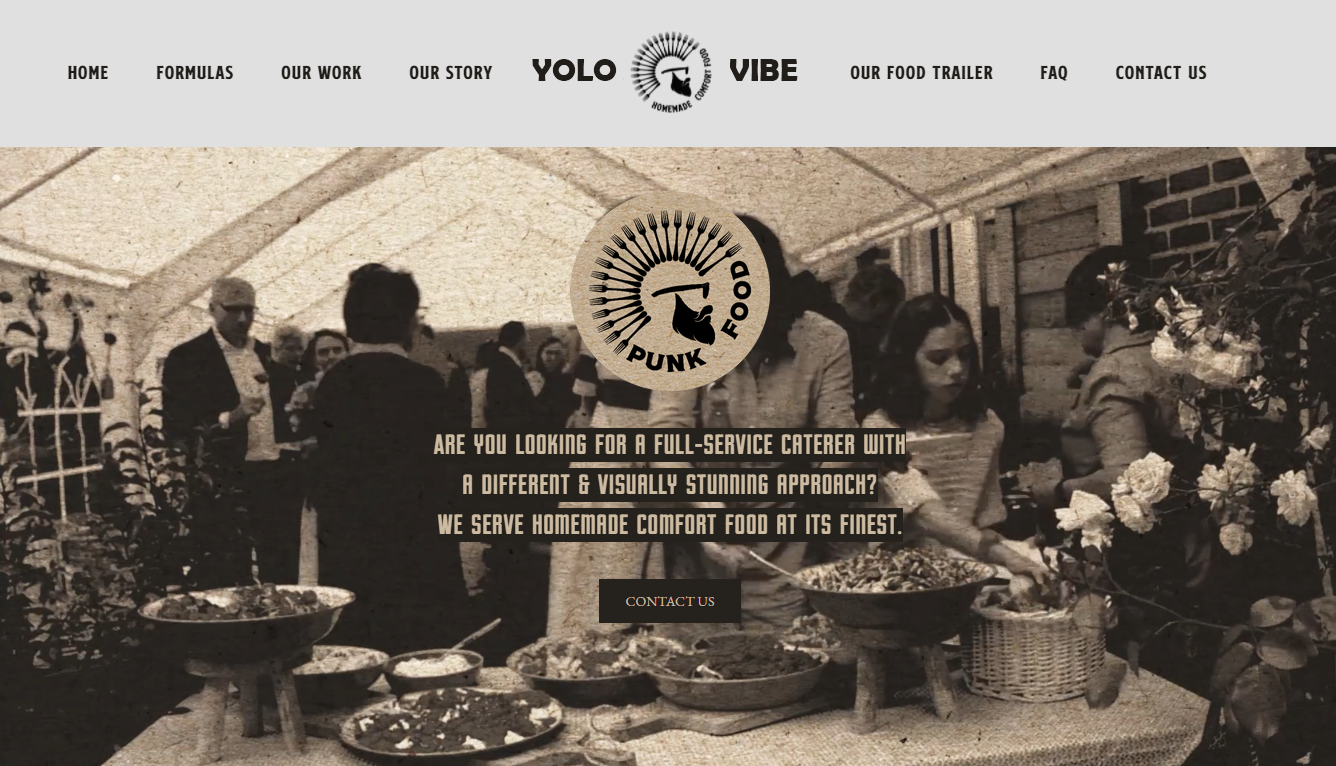 HOME
FORMULAS
OUR WORK
OUR STORY
YOLO
HOMEMADE COMFORT FOOD
VIBE
OUR FOOD TRAILER
FAQ
CONTACT US
PUNK FOOD
ARE YOU LOOKING FOR A FULL-SERVICE CATERER WITH
A DIFFERENT & VISUALLY STUNNING APPROACH?
WE SERVE HOMEMADE COMFORT FOOD AT ITS FINEST.
CONTACT US